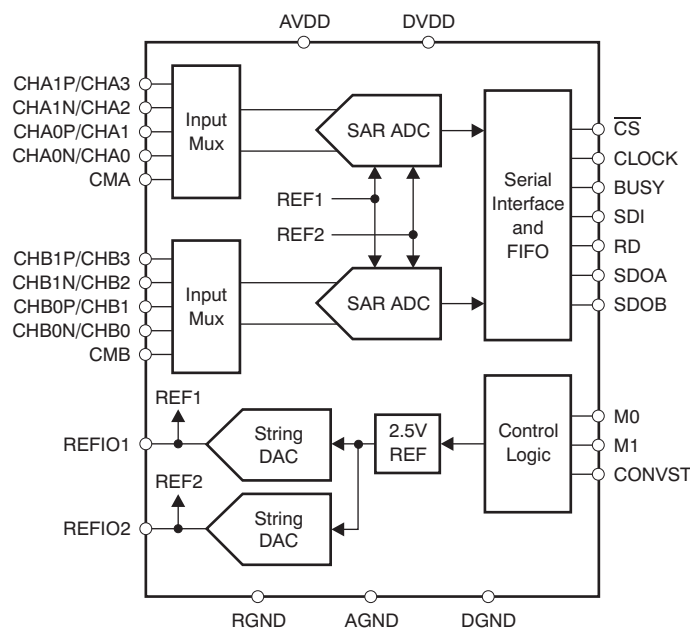 AVDD
DVDD
CHA1P/CHA3
CHA1N/CHA2
CHA0P/CHA1
CHA0N/CHA0
CMA
Input
Mux
SAR ADC
REF1
REF2
Serial
Interface
and
FIFO
C̅S̅
CLOCK
BUSY
SDI
RD
SDOA
SDOB
CHB1P/CHB3
CHB1N/CHB2
CHB0P/CHB1
CHB0N/CHB0
CMB
Input
Mux
SAR ADC
REF1
REFIO1
String
DAC
2.5V
REF
Control
Logic
M0
M1
CONVST
REF2
REFIO2
String
DAC
RGND
AGND
DGND